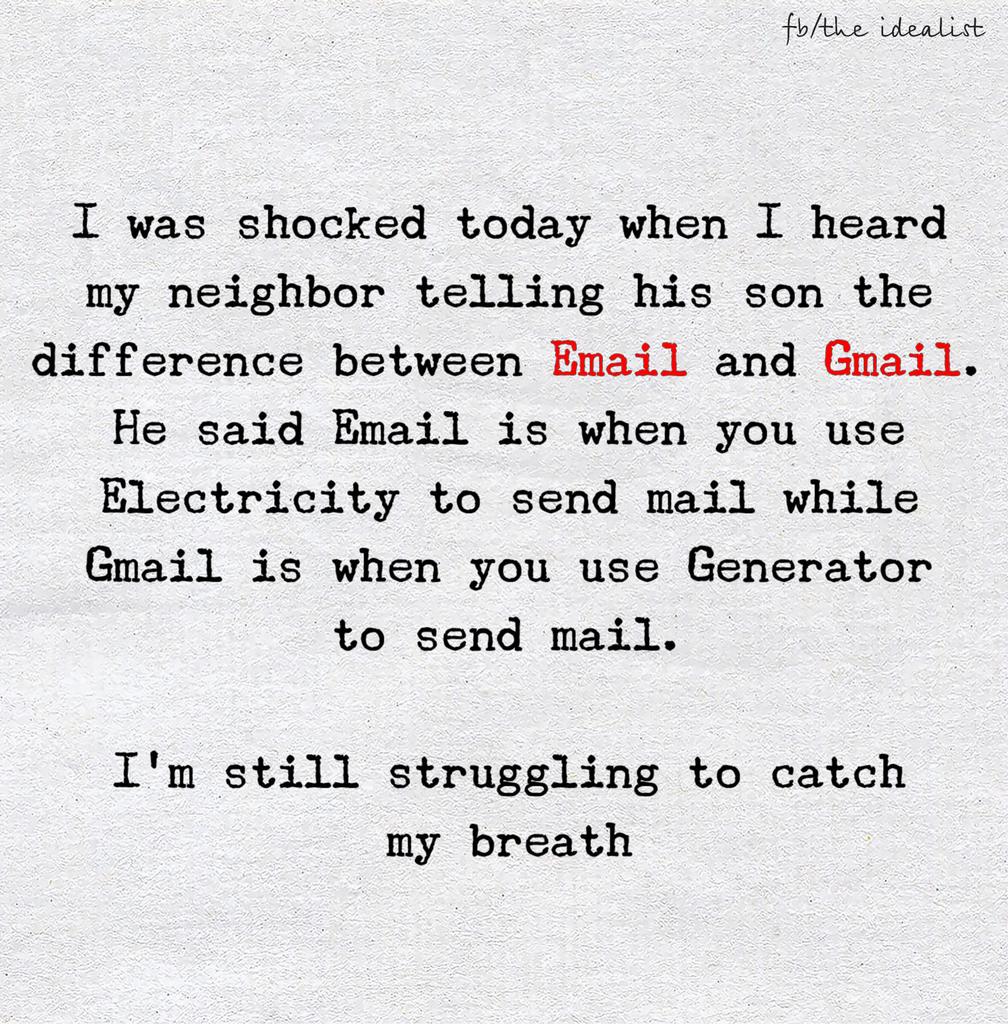 fb/the idealist
I was shocked today when I heard
my neighbor telling his son the
difference between Email and Gmail.
He said Email is when you use
Electricity to send mail while
Gmail is when you use Generator
to send mail.
I'm still struggling to catch
my breath